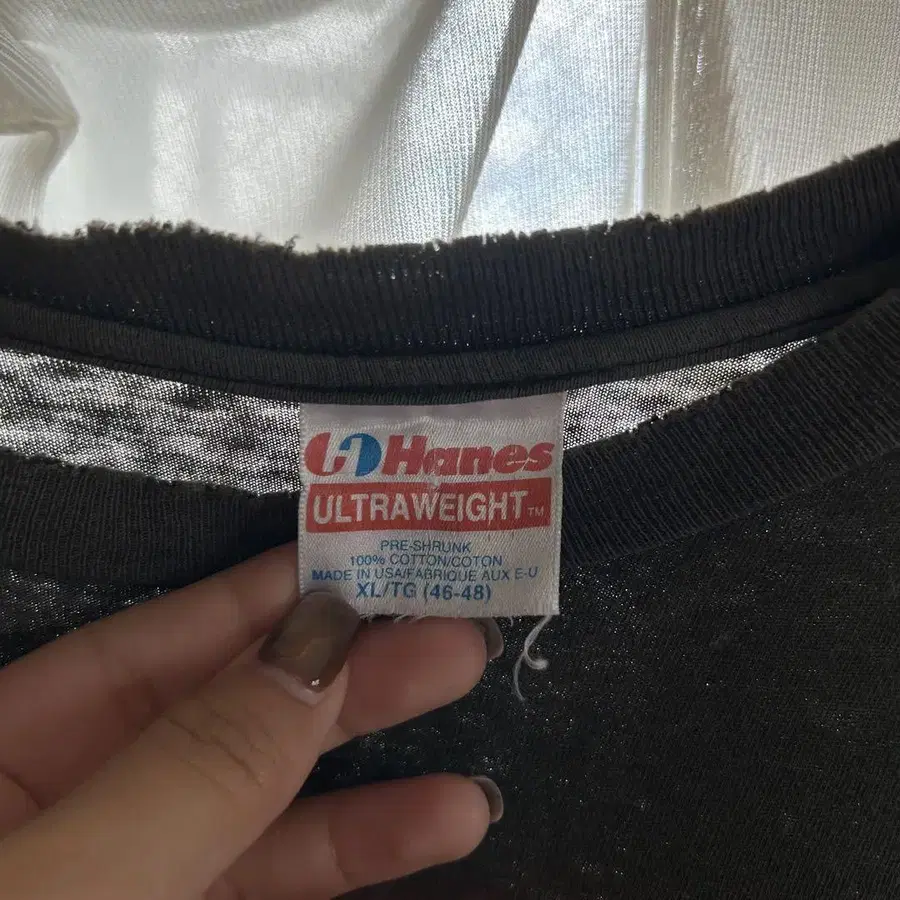 Hanes
ULTRAWEIGHT™
PRE-SHRUNK
100% COTTON/COTON
MADE IN USA/FABRIQUE AUX E-U
XL/TG (46-48)